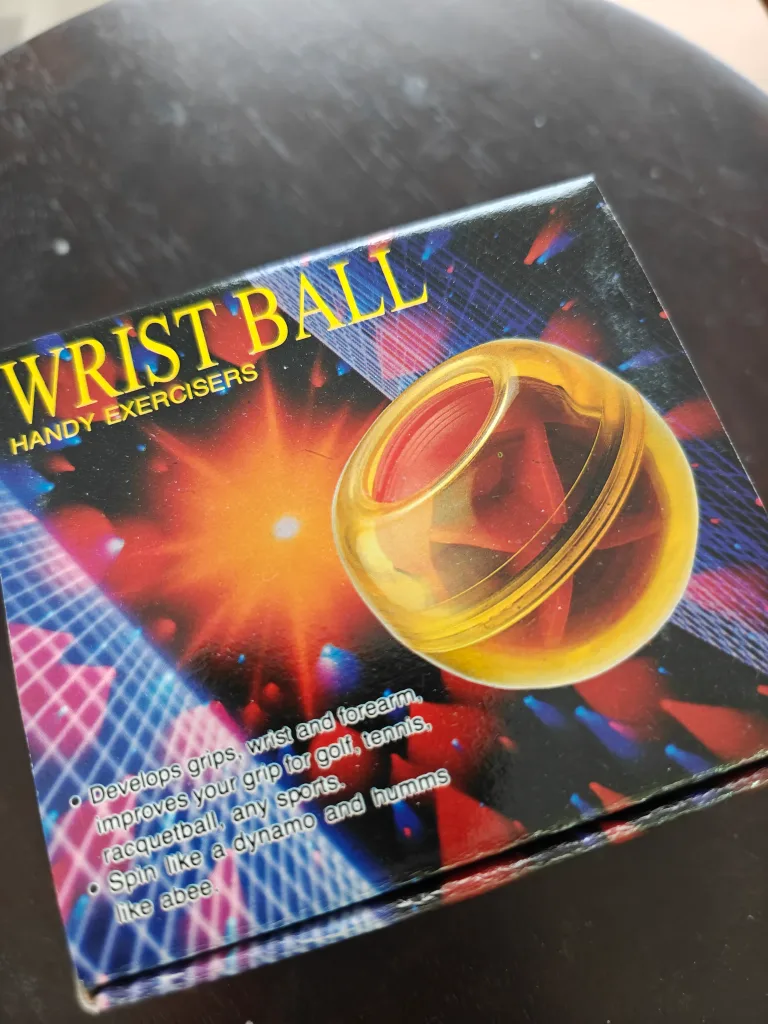 WRIST BALL
HANDY EXERCISERS
• Develops grips, wrist and forearm,
improves your grip for golf, tennis,
racquetball, any sports.
• Spin like a dynamo and humms
like abee.